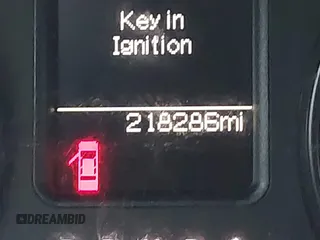 Key in
Ignition
218286mi
DREAMBID